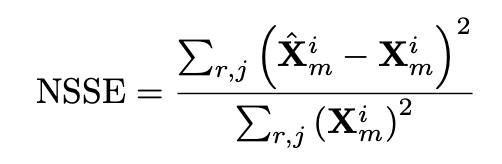 NSSE = \frac{\sum_{r,j} \left( \hat{\mathbf{X}}_m^i - \mathbf{X}_m^i \right)^2}{\sum_{r,j} \left( \mathbf{X}_m^i \right)^2}